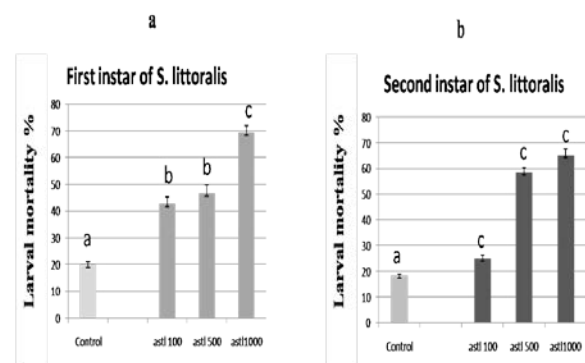 a
First instar of S. littoralis
Larval mortality %
80
70
60
50
40
30
20
10
0
a
b
b
c
Control
astl 100
astl 500
astl1000
b
Second instar of S. littoralis
Larval mortality %
80
70
60
50
40
30
20
10
0
a
c
c
c
Control
astl 100
astl 500
astl1000